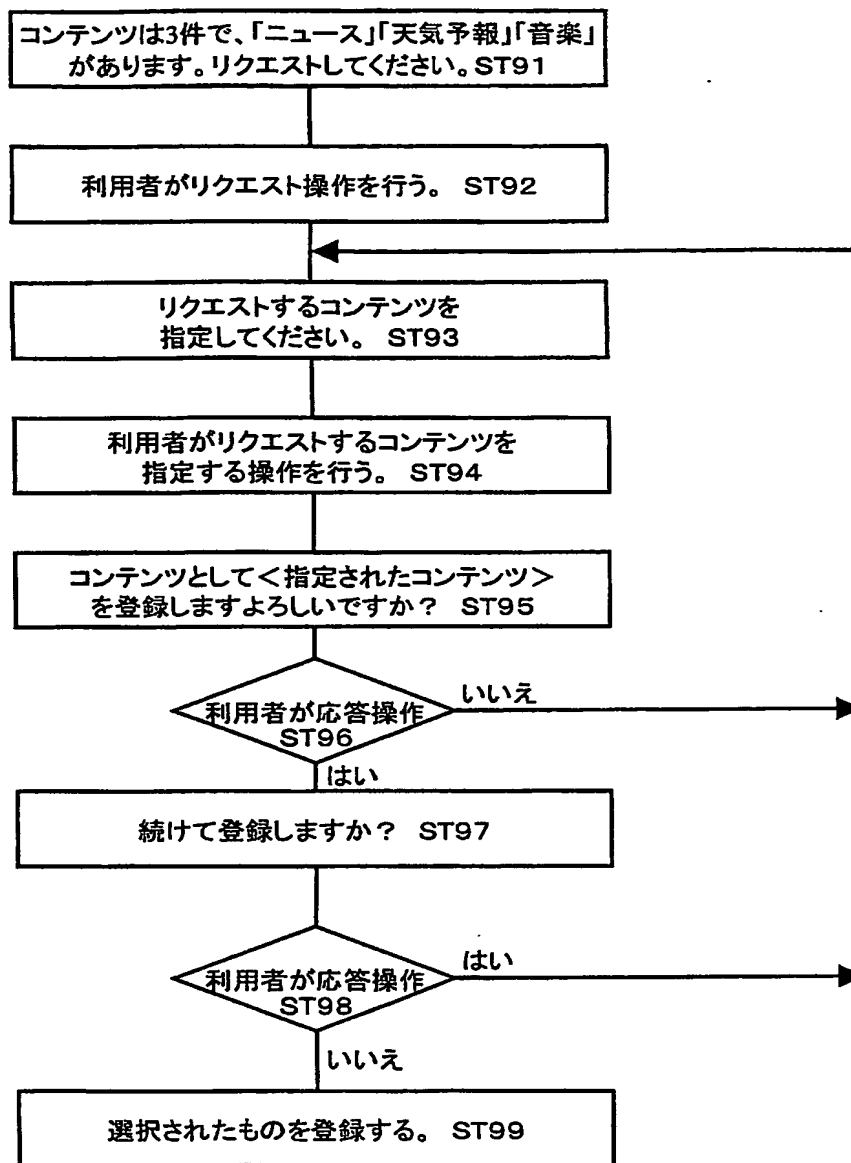 コンテンツは3件で、「ニュース」「天気予報」「音楽」
があります。リクエストしてください。ST91
利用者がリクエスト操作を行う。 ST92
リクエストするコンテンツを
指定してください。 ST93
利用者がリクエストするコンテンツを
指定する操作を行う。 ST94
コンテンツとして<指定されたコンテンツ>
を登録しますよろしいですか? ST95
利用者が応答操作
ST96
いいえ
はい
続けて登録しますか? ST97
利用者が応答操作
ST98
はい
いいえ
選択されたものを登録する。 ST99